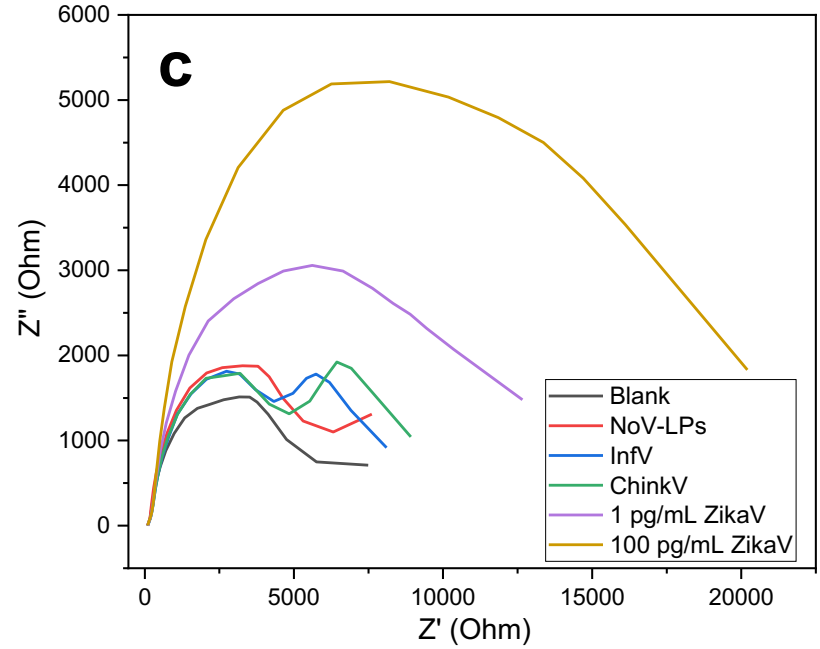 c
6000
5000
4000
3000
2000
1000
0
Z" (Ohm)
0 5000 10000 15000 20000
Z' (Ohm)
Blank
NoV-LPs
InfV
ChinkV
1 pg/mL ZikaV
100 pg/mL ZikaV